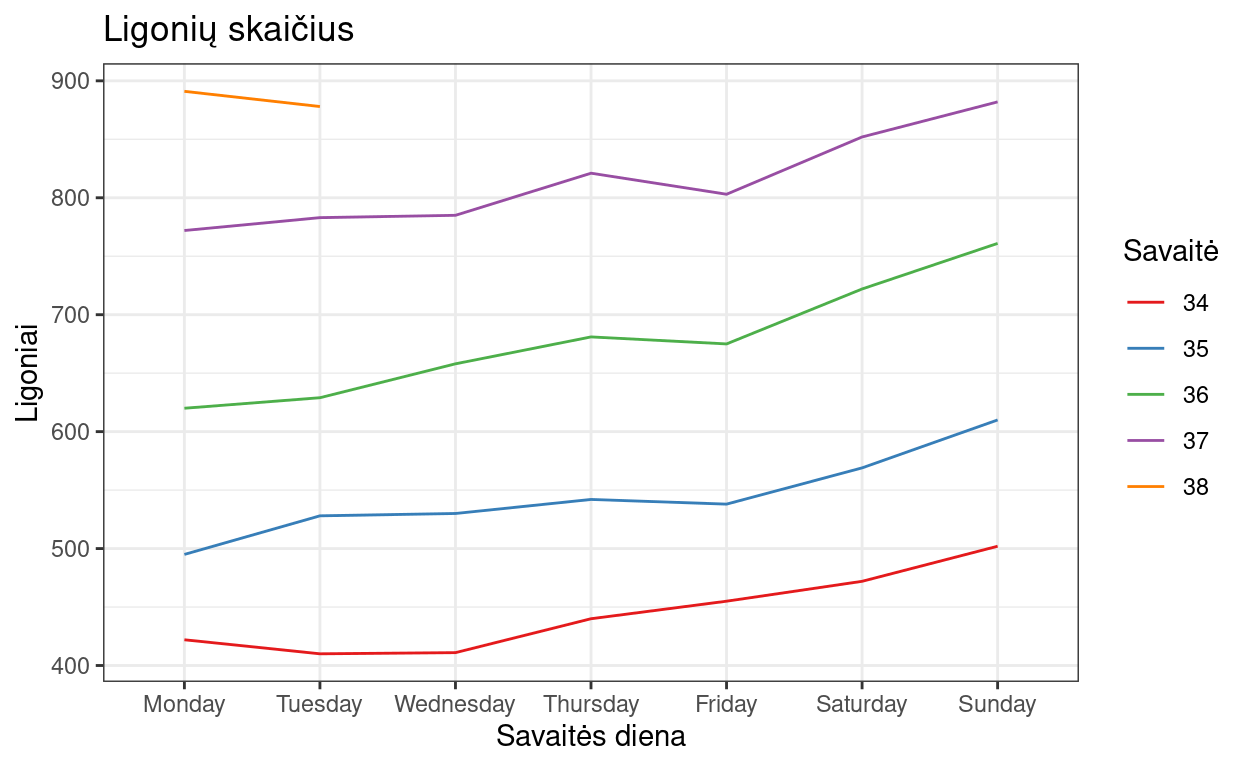 Ligonių skaičius
900
800
700
600
500
400
Ligoniai
Monday Tuesday Wednesday Thursday Friday Saturday Sunday
Savaitės diena
Savaitė
34
35
36
37
38